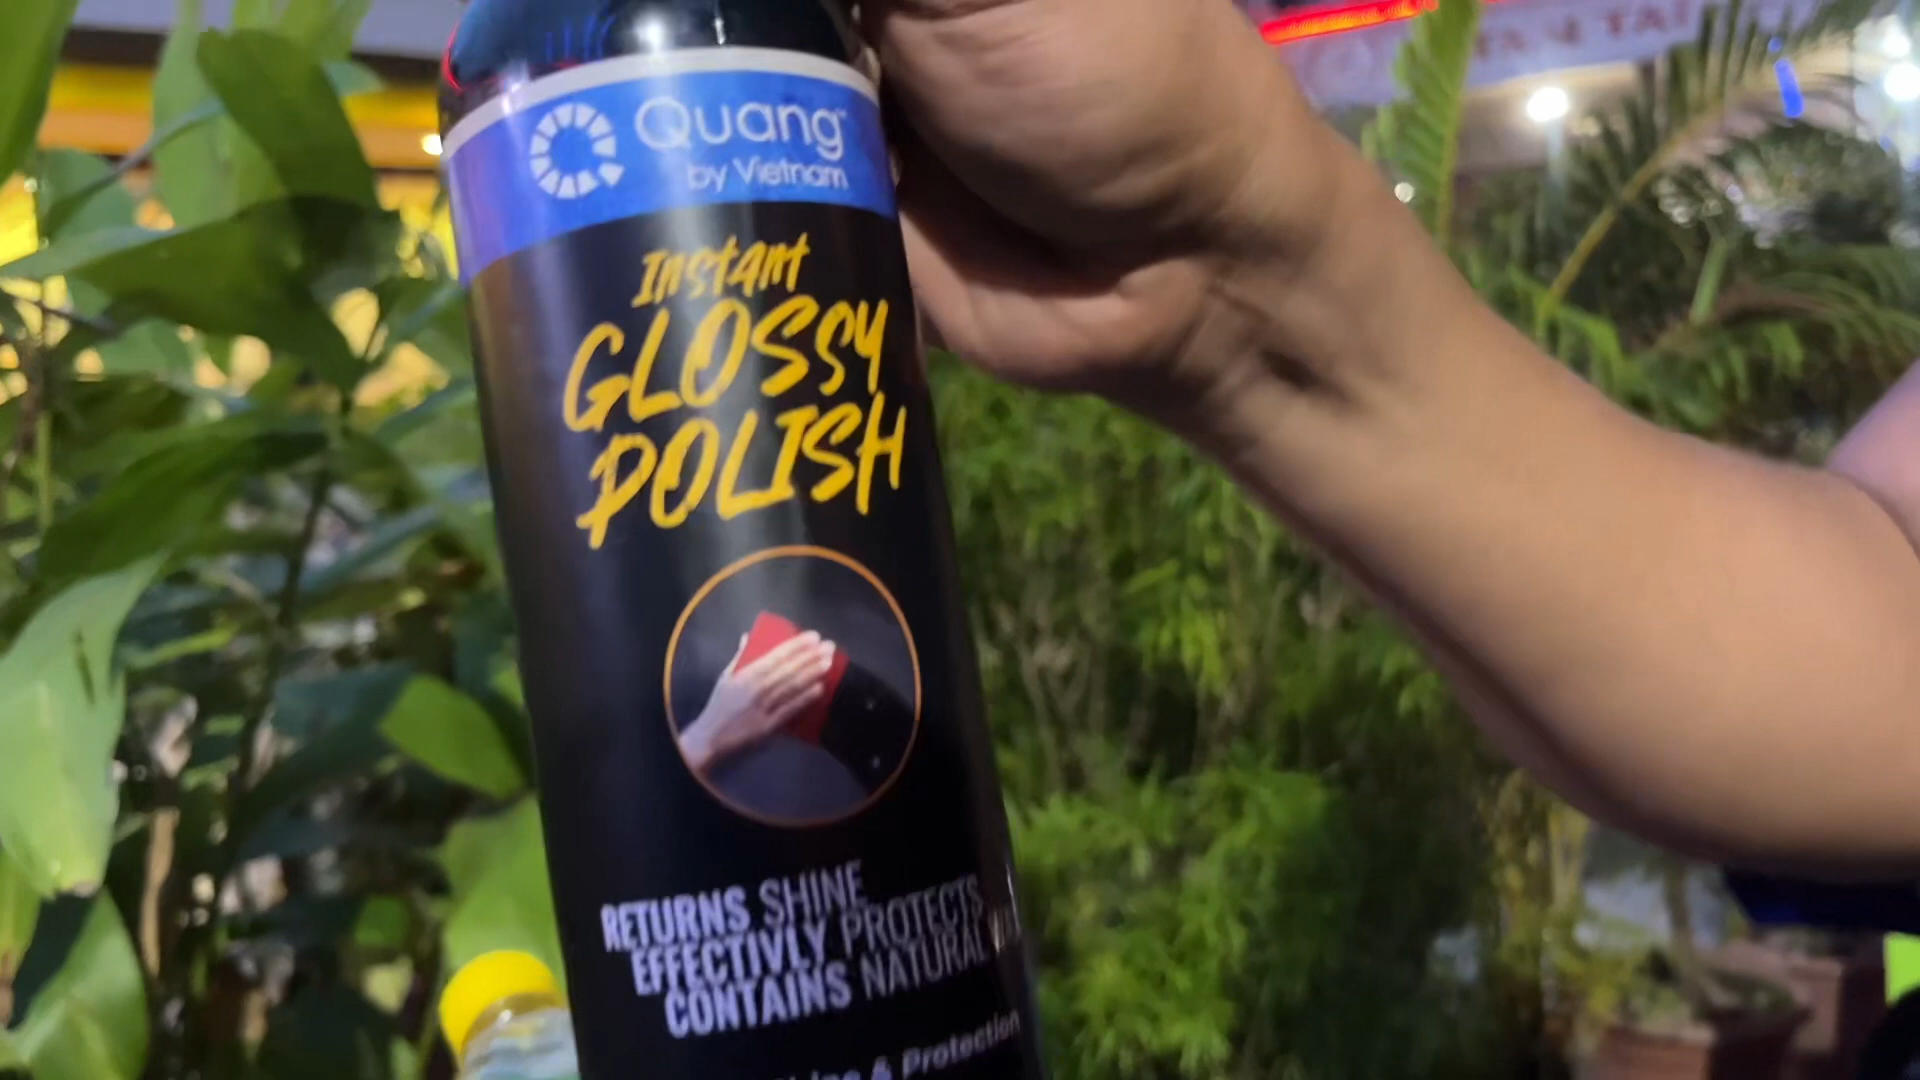 Quang
by Vietnam
Instant
GLOSSY
POLISH
RETURNS SHINE
EFFECTIVLY PROTECTS
CONTAINS NATURAL
& Protection